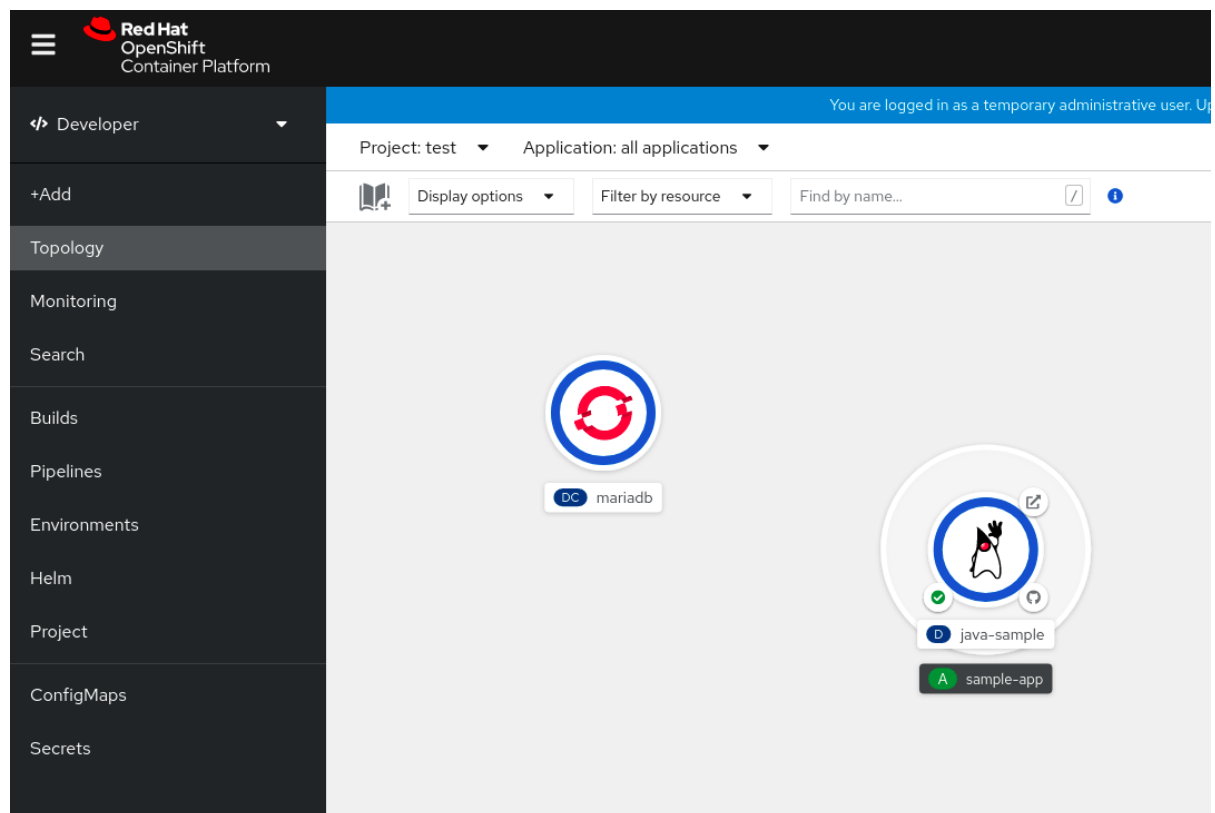 Red Hat
OpenShift
Container Platform
Developer
You are logged in as a temporary administrative user.
Project: test
Application: all applications
+Add
Display options
Filter by resource
Find by name...
/
Topology
Monitoring
Search
Builds
Pipelines
Environments
Helm
Project
ConfigMaps
Secrets
DC mariadb
D java-sample
A sample-app